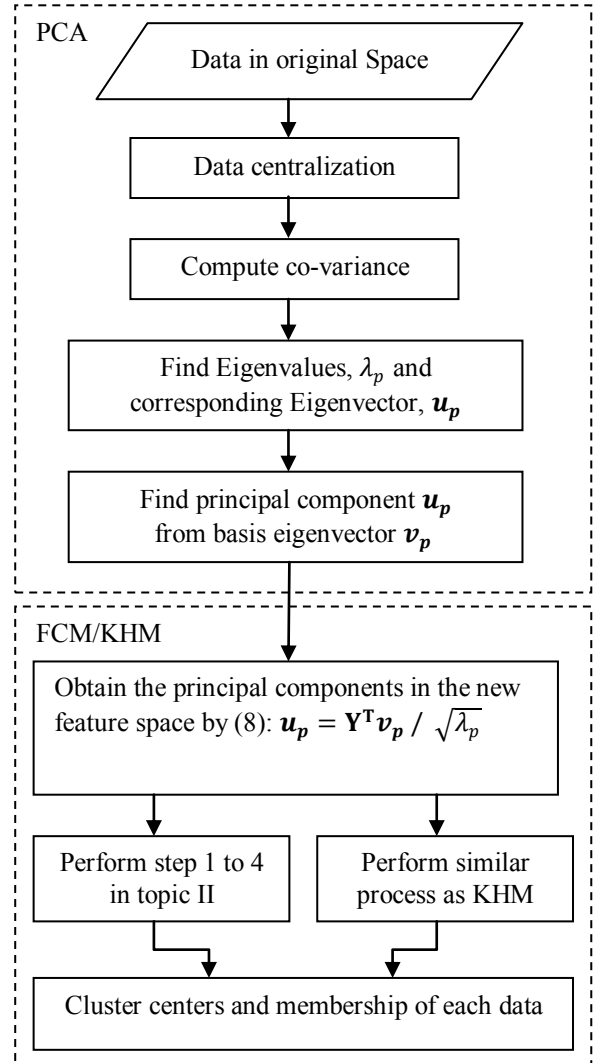 PCA
Data in original Space
Data centralization
Compute co-variance
Find Eigenvalues, λp and
corresponding Eigenvector, up
Find principal component up
from basis eigenvector vp
FCM/KHM
Obtain the principal components in the new
feature space by (8): up = Y^T vp / √λp
Perform step 1 to 4
in topic II
Perform similar
process as KHM
Cluster centers and membership of each data